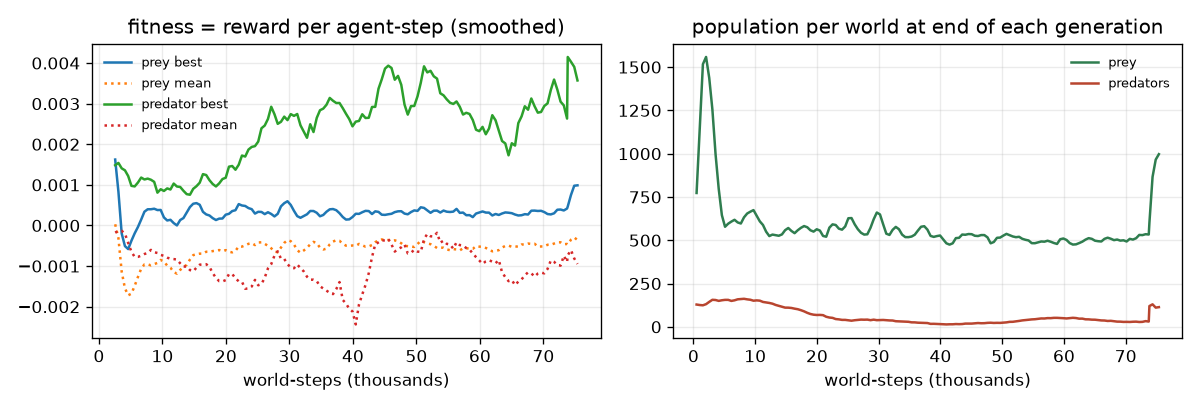 fitness = reward per agent-step (smoothed)
prey best
prey mean
predator best
predator mean
0.004
0.003
0.002
0.001
0.000
−0.001
−0.002
0 10 20 30 40 50 60 70
world-steps (thousands)
population per world at end of each generation
prey
predators
1500
1250
1000
750
500
250
0
0 10 20 30 40 50 60 70
world-steps (thousands)